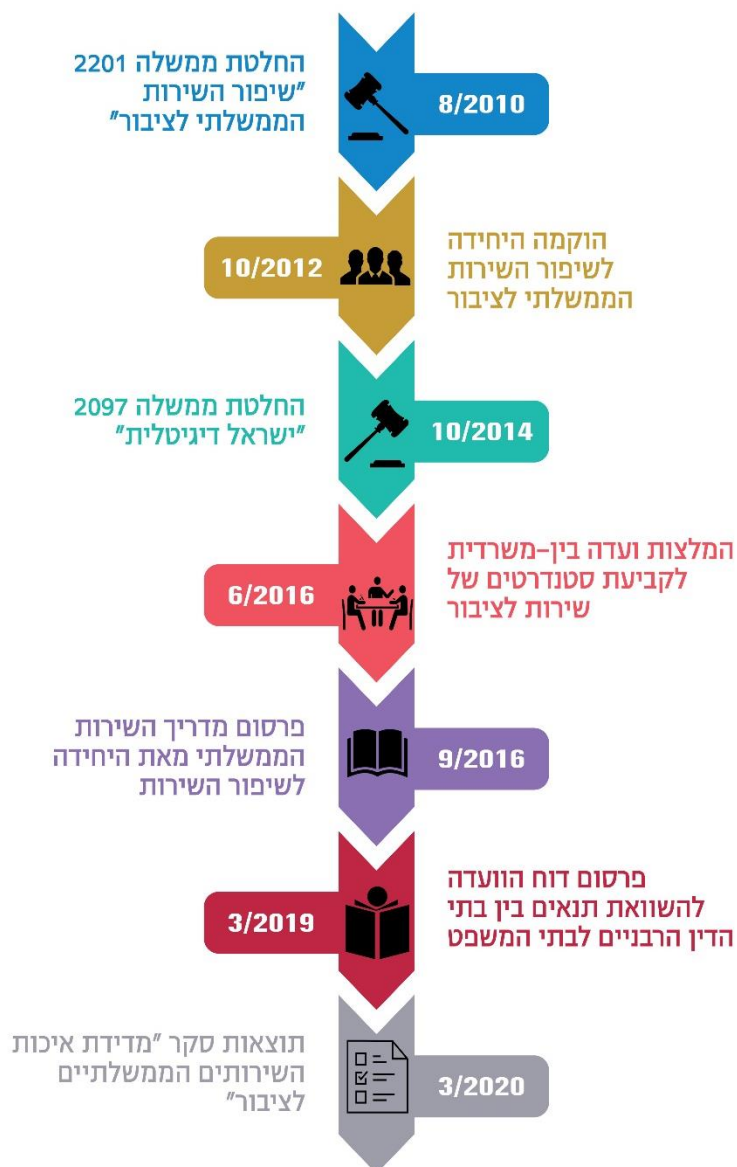 החלטת ממשלה 2201
"שיפור השירות
הממשלתי לציבור"
8/2010
הוקמה היחידה
לשיפור השירות
הממשלתי לציבור
10/2012
החלטת ממשלה 2097
"ישראל דיגיטלית"
10/2014
המלצות ועדה בין-משרדית
לקביעת סטנדרטים של
שירות לציבור
6/2016
פרסום מדריך השירות
הממשלתי מאת היחידה
לשיפור השירות
9/2016
פרסום דוח הוועדה
להשוואת תנאים בין בתי
הדין הרבניים לבתי המשפט
3/2019
תוצאות סקר "מדידת איכות
השירותים הממשלתיים
לציבור"
3/2020